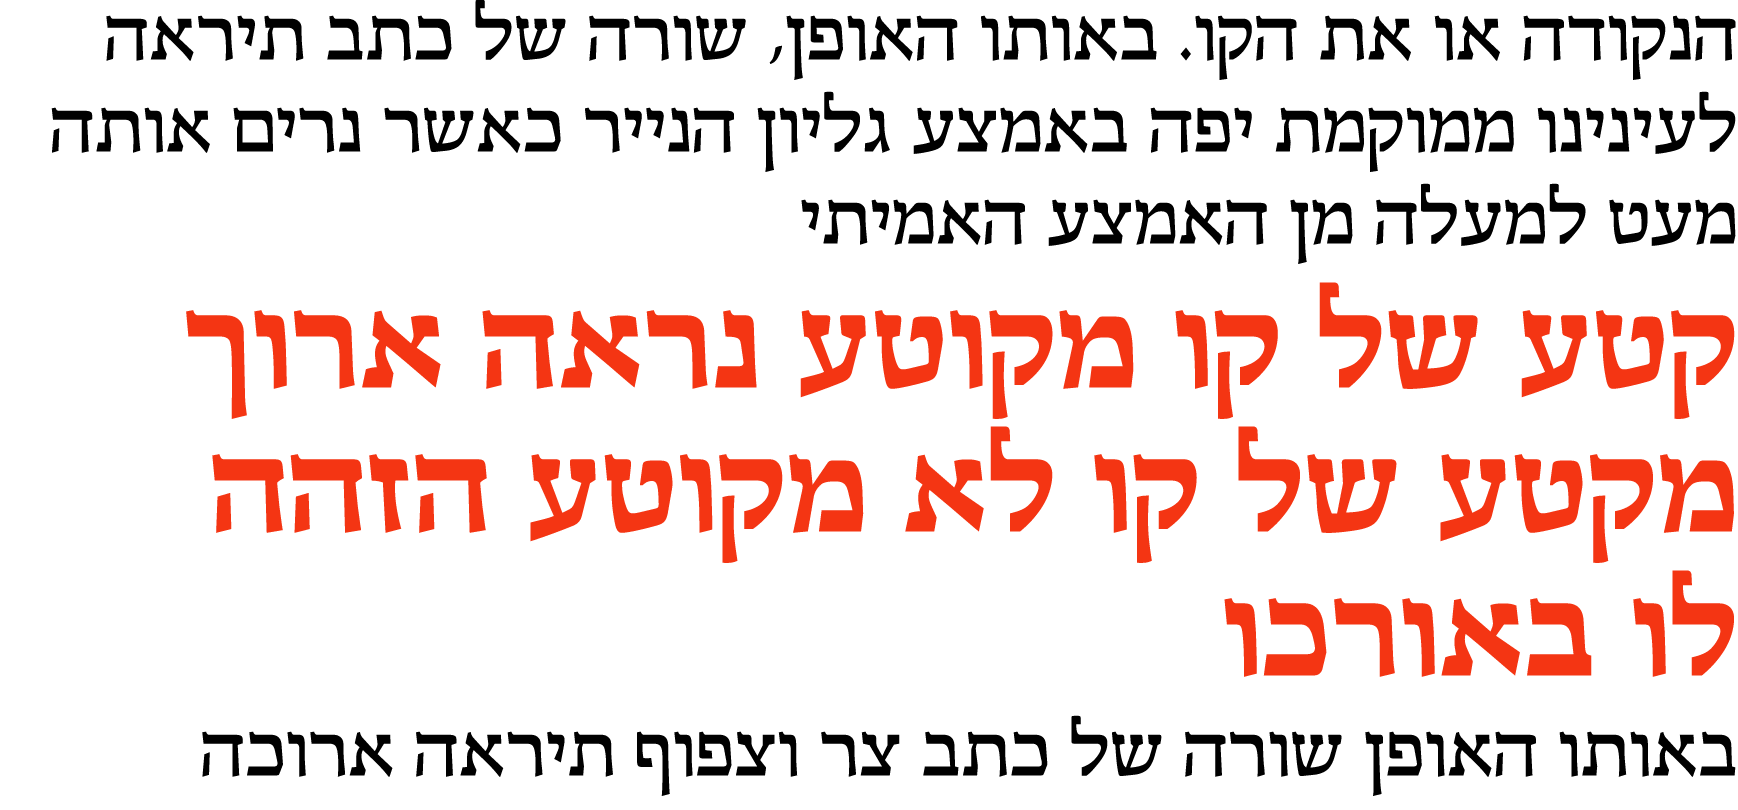 הנקודה או את הקו. באותו האופן, שורה של כתב תיראה
לעינינו ממוקמת יפה באמצע גליון הנייר כאשר נרים אותה
מעט למעלה מן האמצע האמיתי
קטע של קו מקוטע נראה ארוך
מקטע של קו לא מקוטע הזהה
לו באורכו
באותו האופן שורה של כתב צר וצפוף תיראה ארוכה